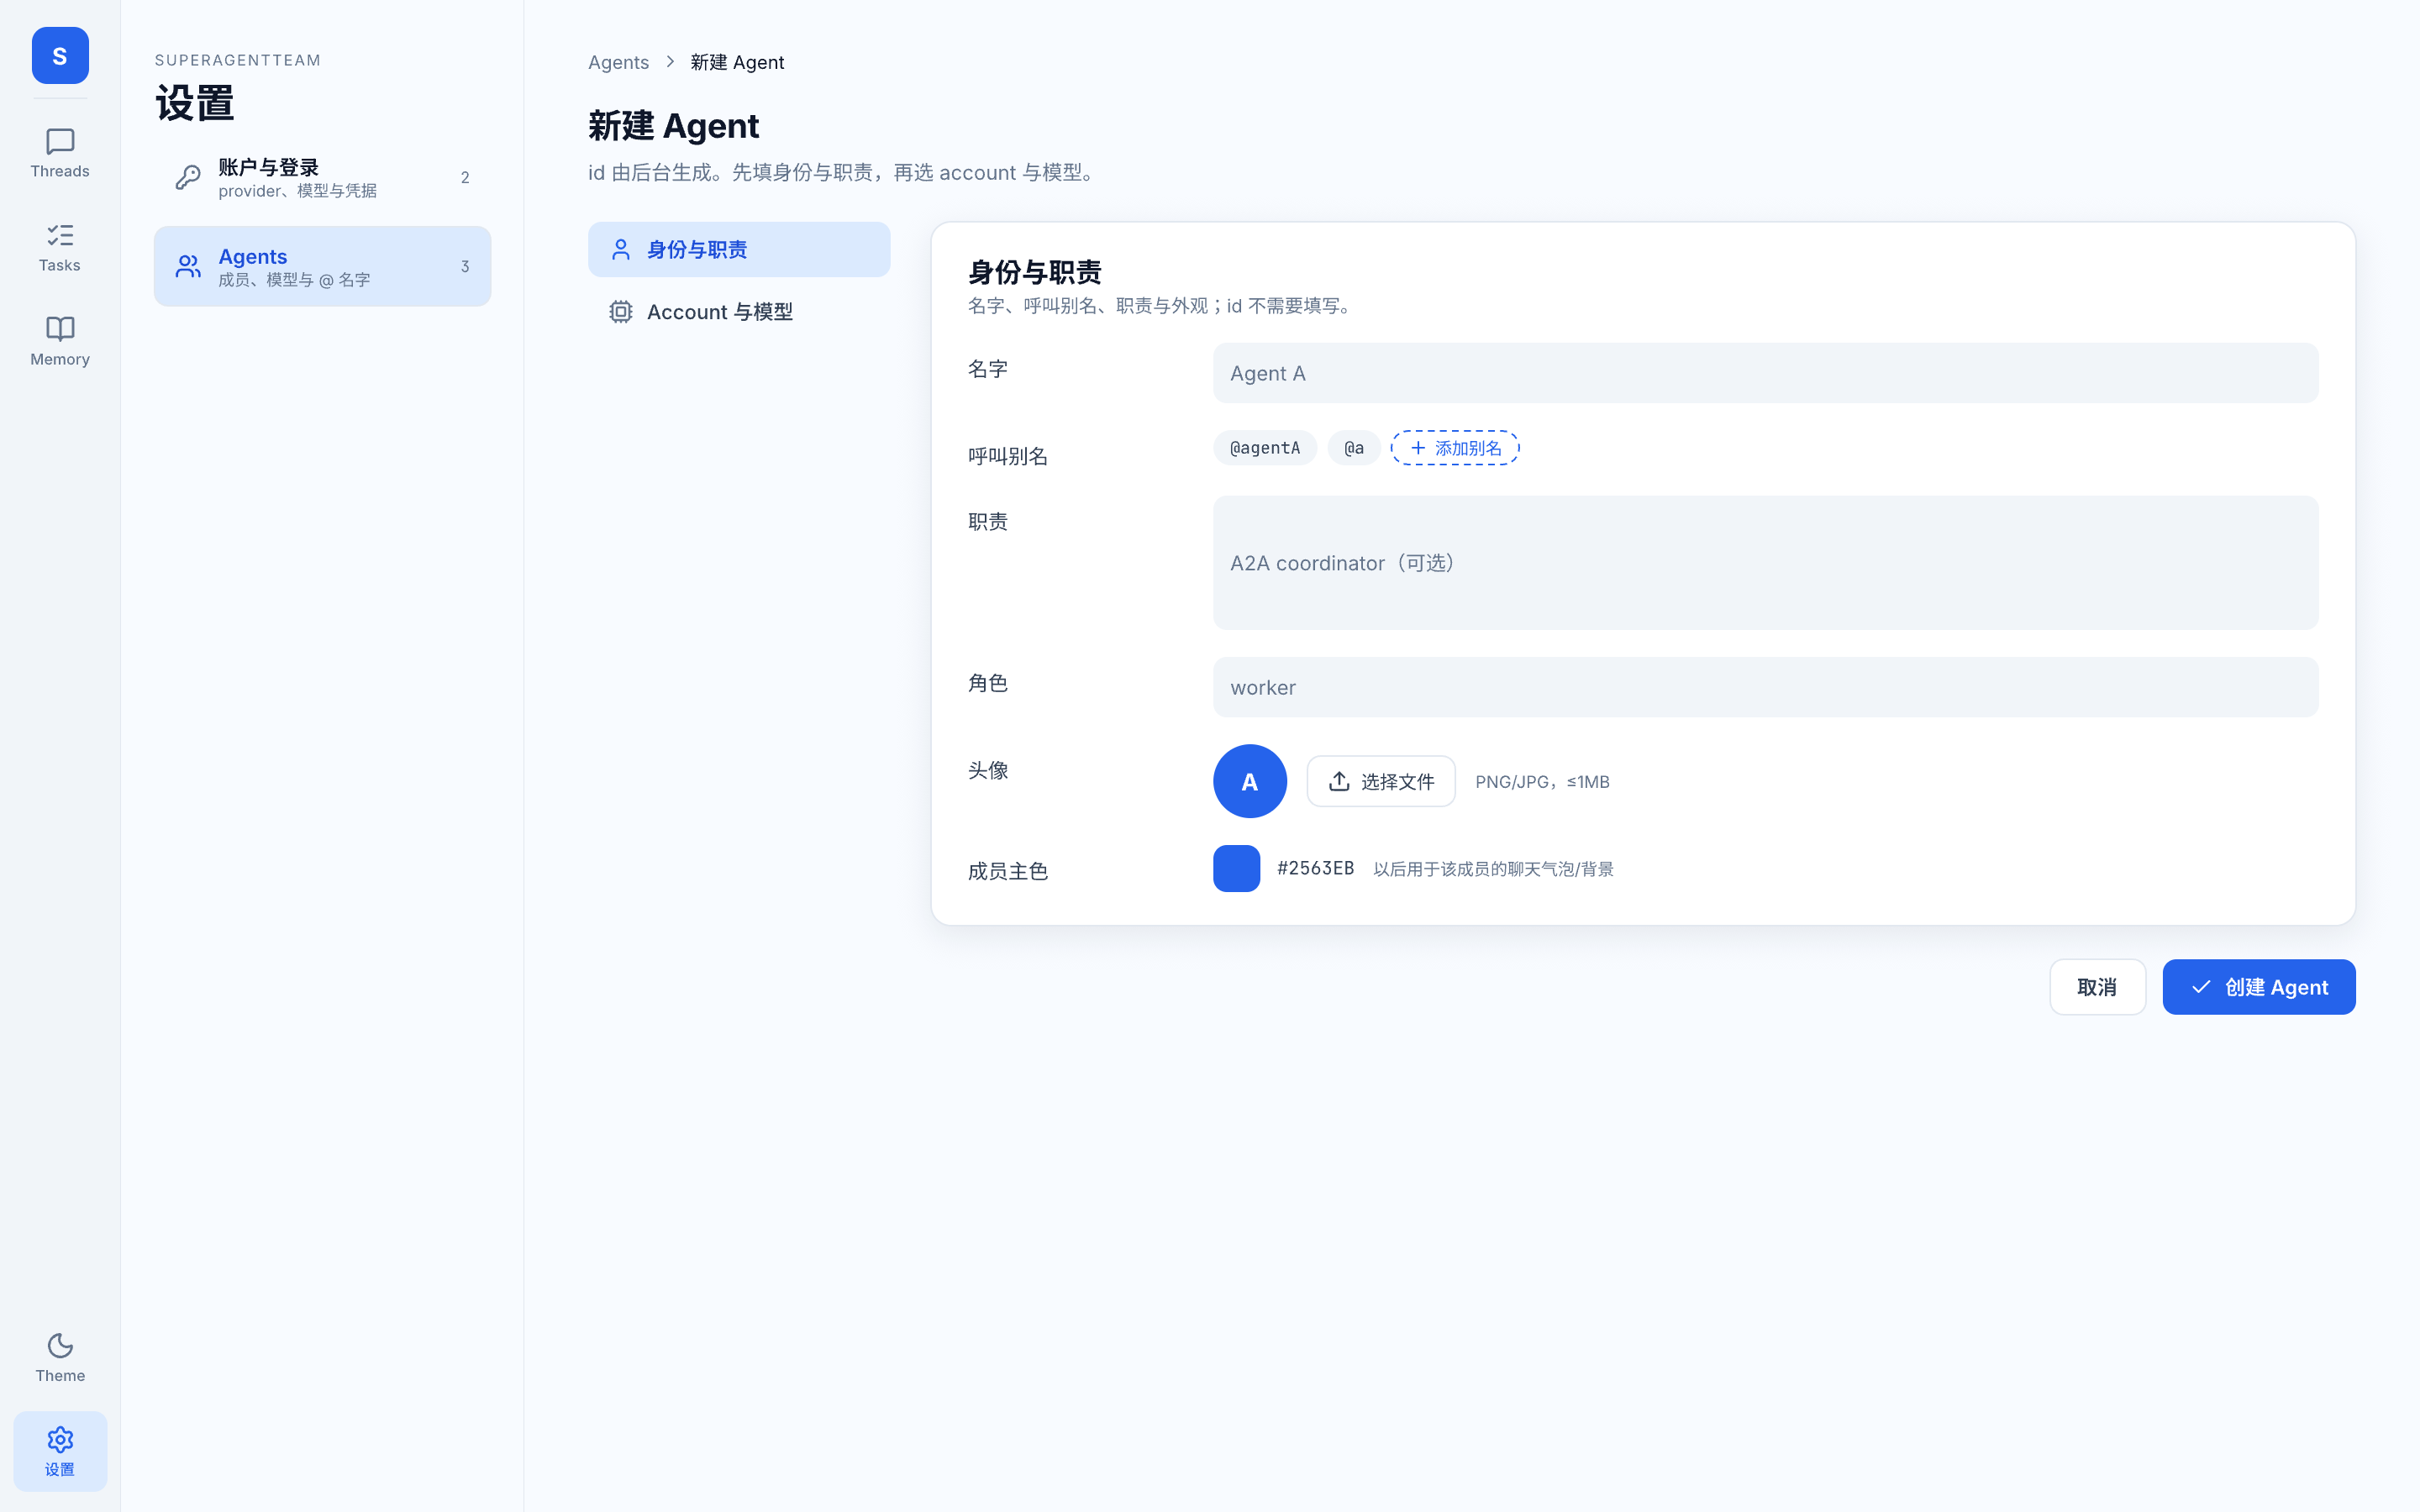 S
Threads
Tasks
Memory
Theme
设置
SUPERAGENTTEAM
设置
账户与登录
provider、模型与凭据
2
Agents
成员、模型与 @ 名字
3
Agents > 新建 Agent
新建 Agent
id 由后台生成。先填身份与职责，再选 account 与模型。
身份与职责
Account 与模型
身份与职责
名字、呼叫别名、职责与外观；id 不需要填写。
名字
Agent A
呼叫别名
@agentA @a + 添加别名
职责
A2A coordinator（可选）
角色
worker
头像
A 选择文件 PNG/JPG，≤1MB
成员主色
#2563EB 以后用于该成员的聊天气泡/背景
取消 创建 Agent